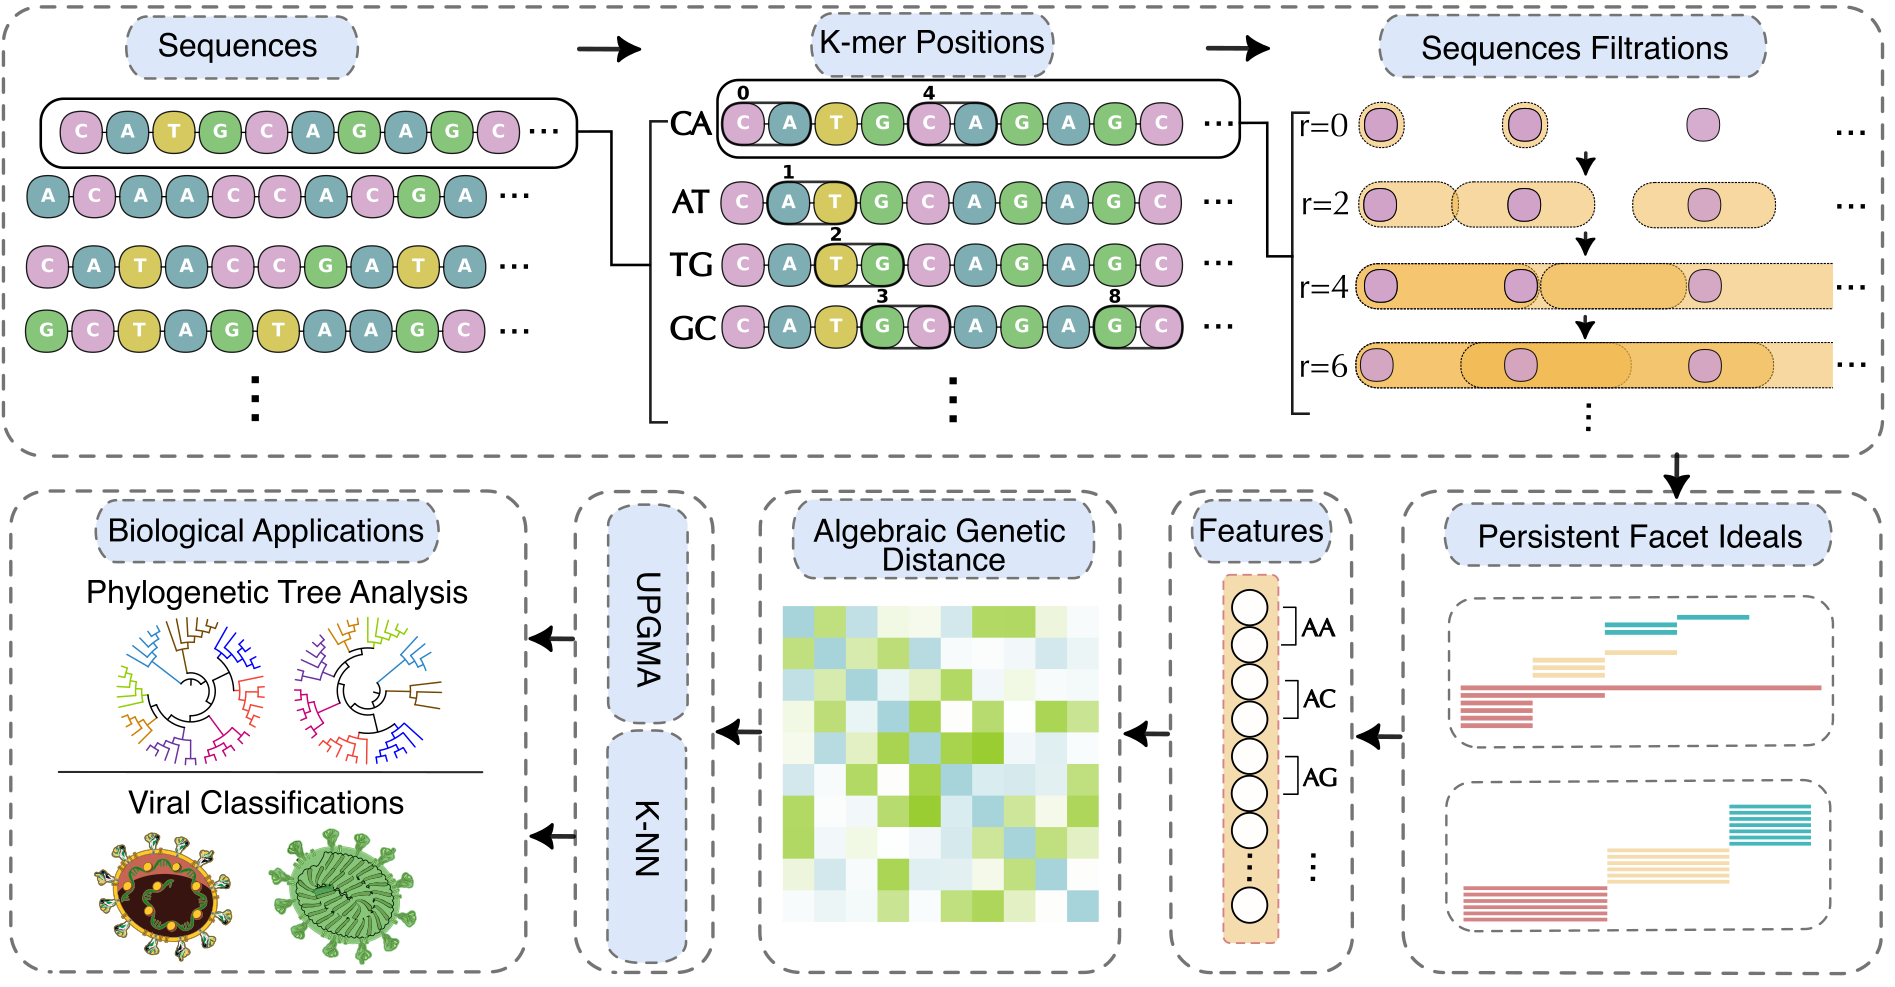 Sequences
K-mer Positions
Sequences Filtrations
C A T G C A G A G C ...
A C A A C C A C G A ...
C A T A C C G A T A ...
G C T A G T A A G C ...
0 4
CA C A T G C A G A G C ...
1
AT C A T G C A G A G C ...
2
TG C A T G C A G A G C ...
3 8
GC C A T G C A G A G C ...
r=0 ...
r=2 ...
r=4 ...
r=6 ...
Biological Applications
Phylogenetic Tree Analysis
Viral Classifications
UPGMA
K-NN
Algebraic Genetic
Distance
Features
AA
AC
AG
Persistent Facet Ideals